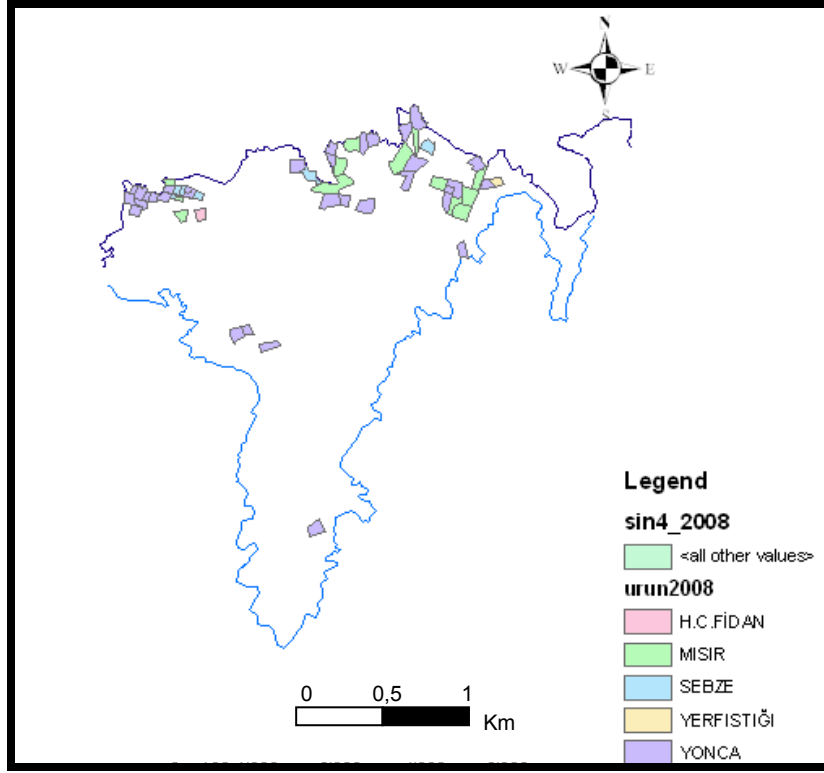 N
W E
S
Legend
sin4_2008
<all other values>
urun2008
H.C.FİDAN
MISIR
SEBZE
YERFISTIĞI
YONCA
0 0,5 1
Km